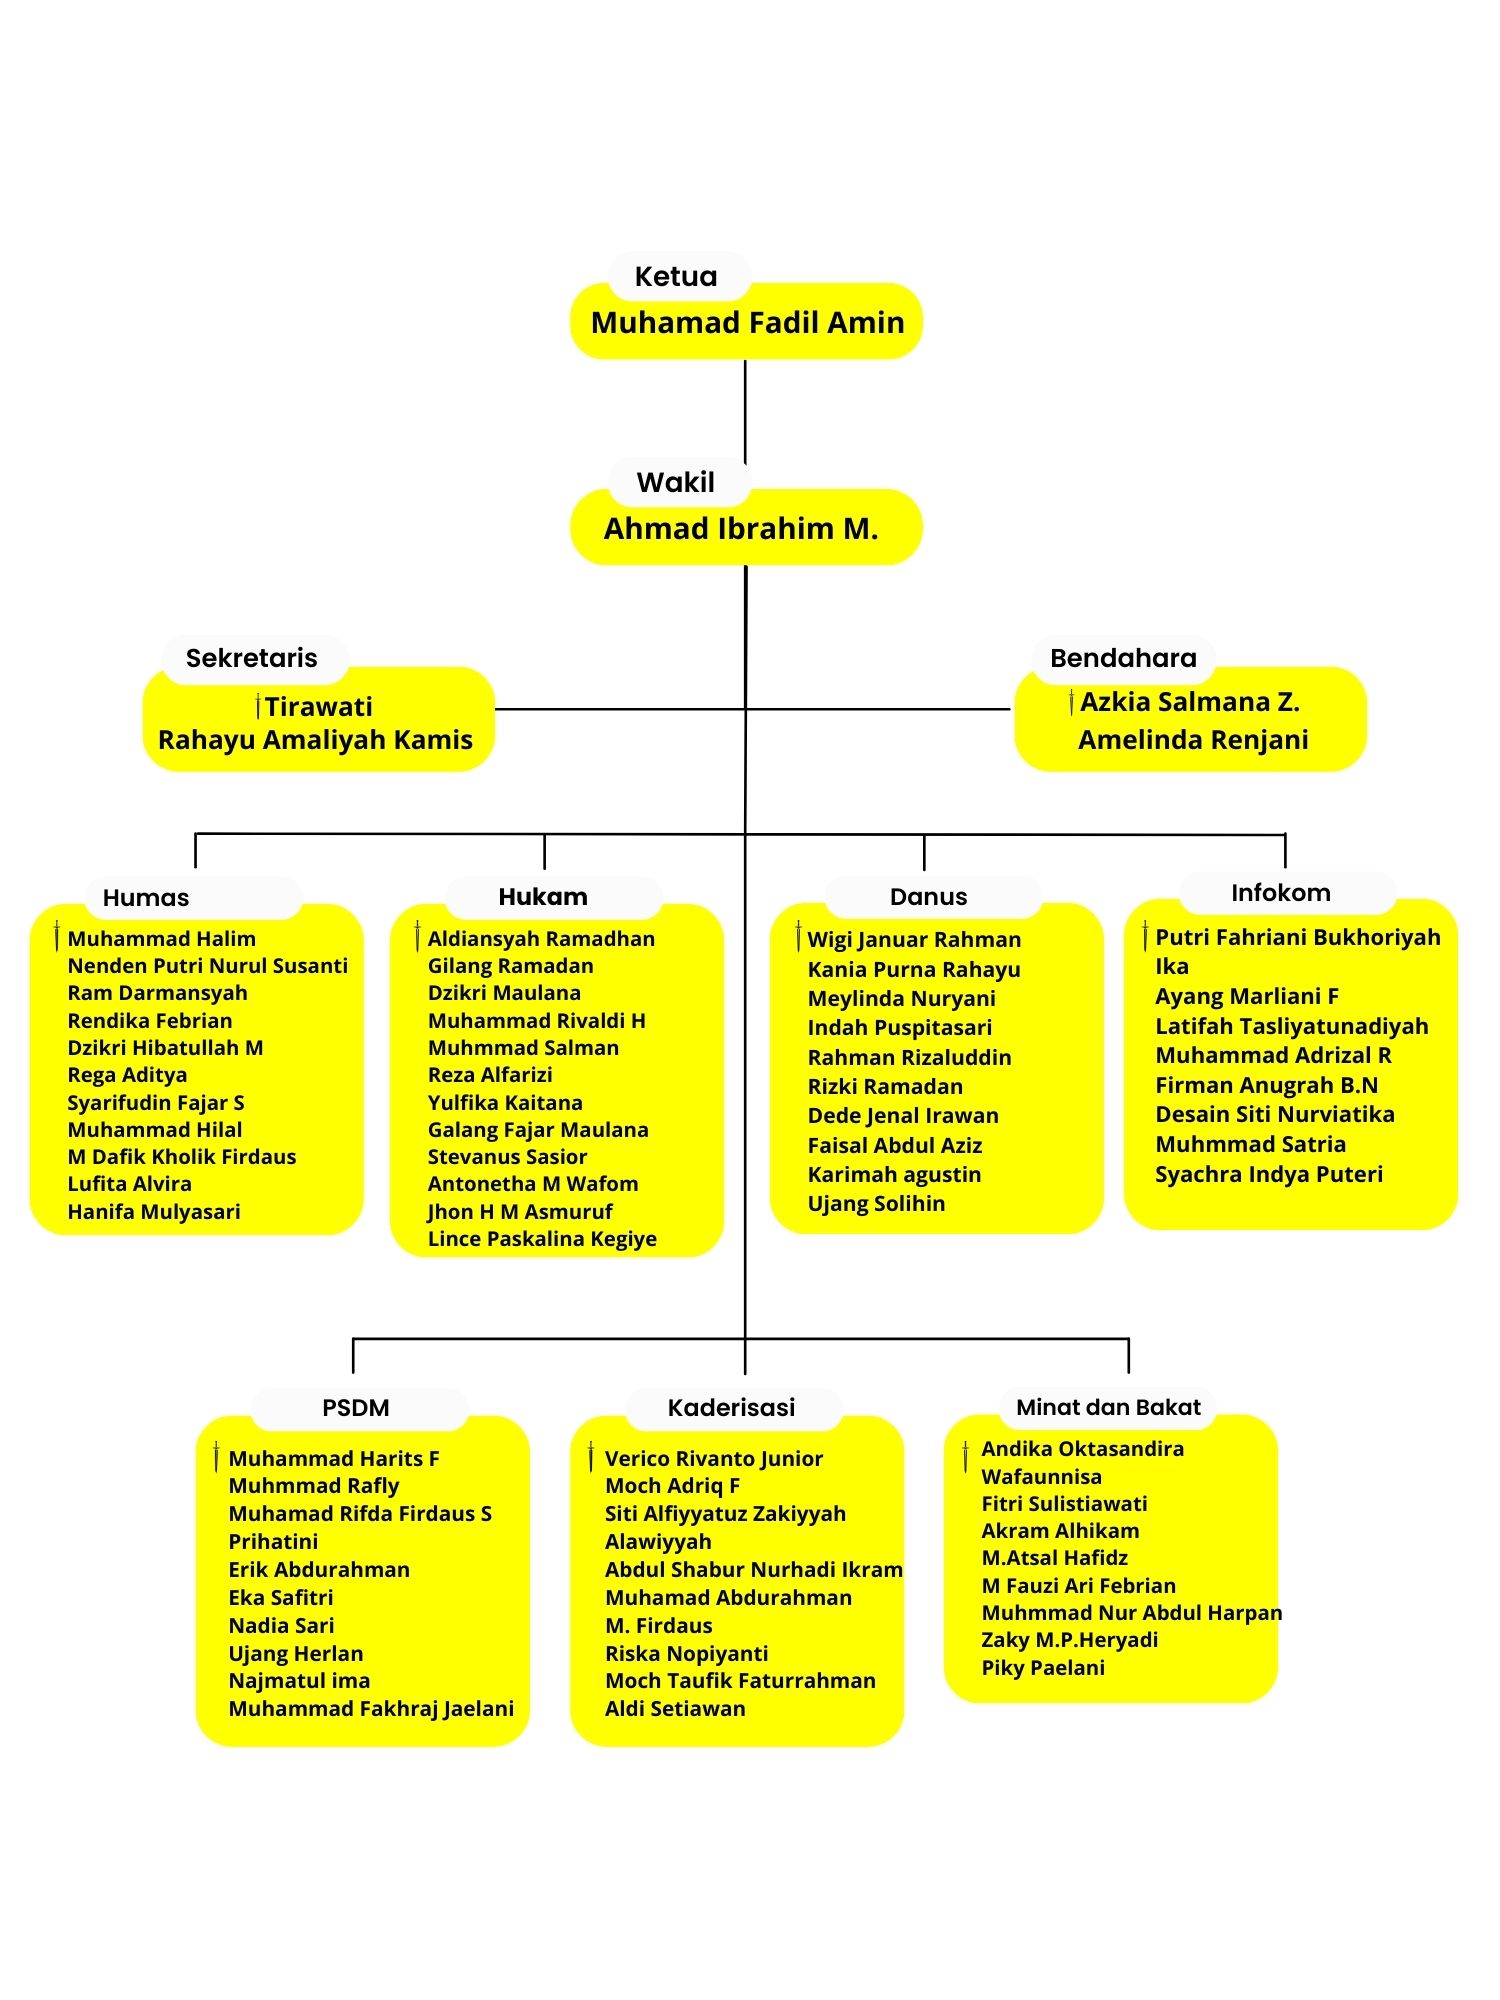 Ketua
Muhamad Fadil Amin
Wakil
Ahmad Ibrahim M.
Sekretaris
Tirawati
Rahayu Amaliyah Kamis
Bendahara
Azkia Salmana Z.
Amelinda Renjani
Humas
Muhammad Halim
Nenden Putri Nurul Susanti
Ram Darmansyah
Rendika Febrian
Dzikri Hibatullah M
Rega Aditya
Syarifudin Fajar S
Muhammad Hilal
M Dafik Kholik Firdaus
Lufita Alvira
Hanifa Mulyasari
Hukam
Aldiansyah Ramadhan
Gilang Ramadan
Dzikri Maulana
Muhammad Rivaldi H
Muhmmad Salman
Reza Alfarizi
Yulfika Kaitana
Galang Fajar Maulana
Stevanus Sasior
Antonetha M Wafom
Jhon H M Asmuruf
Lince Paskalina Kegiye
Danus
Wigi Januar Rahman
Kania Purna Rahayu
Meylinda Nuryani
Indah Puspitasari
Rahman Rizaluddin
Rizki Ramadan
Dede Jenal Irawan
Faisal Abdul Aziz
Karimah agustin
Ujang Solihin
Infokom
Putri Fahriani Bukhoriyah
Ika
Ayang Marliani F
Latifah Tasliyatunadiyah
Muhammad Adrizal R
Firman Anugrah B.N
Desain Siti Nurviatika
Muhmmad Satria
Syachra Indya Puteri
PSDM
Muhammad Harits F
Muhmmad Rafly
Muhamad Rifda Firdaus S
Prihatini
Erik Abdurahman
Eka Safitri
Nadia Sari
Ujang Herlan
Najmatul ima
Muhammad Fakhraj Jaelani
Kaderisasi
Verico Rivanto Junior
Moch Adriq F
Siti Alfiyyatuz Zakiyyah
Alawiyyah
Abdul Shabur Nurhadi Ikram
Muhamad Abdurahman
M. Firdaus
Riska Nopiyanti
Moch Taufik Faturrahman
Aldi Setiawan
Minat dan Bakat
Andika Oktasandira
Wafaunnisa
Fitri Sulistiawati
Akram Alhikam
M.Atsal Hafidz
M Fauzi Ari Febrian
Muhmmad Nur Abdul Harpan
Zaky M.P.Heryadi
Piky Paelani